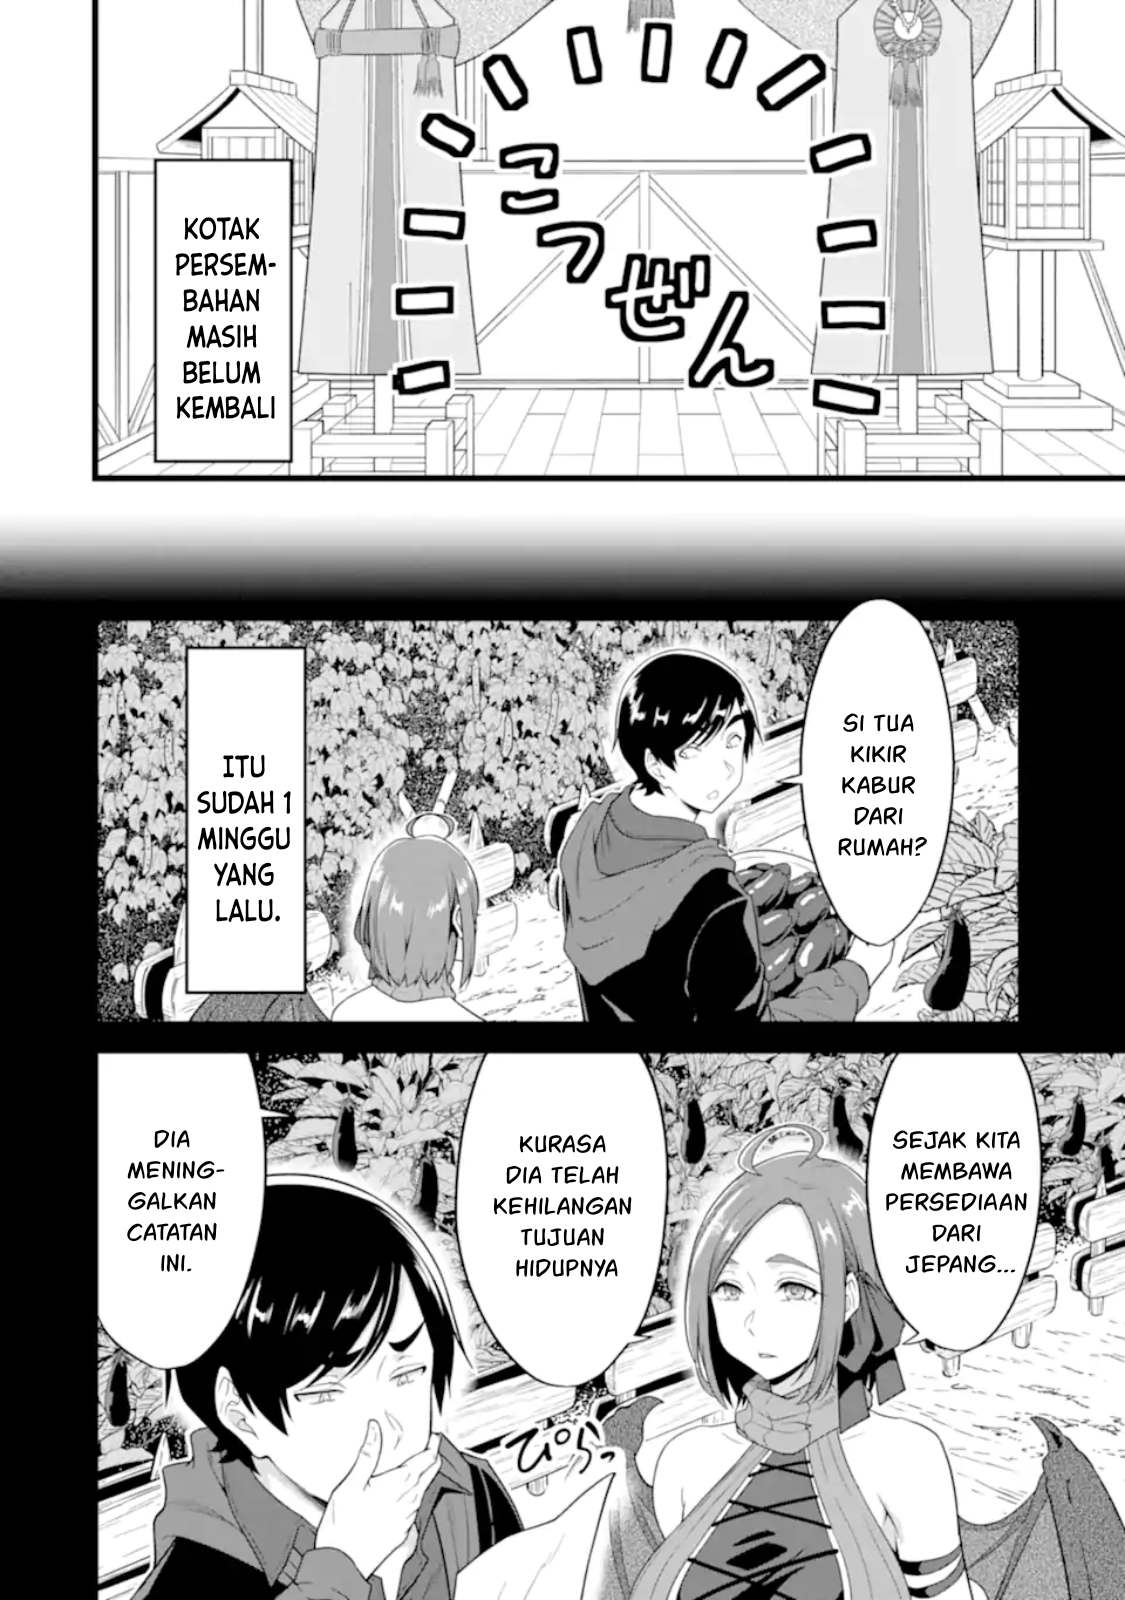 KOTAK
PERSEM-
BAHAN
MASIH
BELUM
KEMBALI
こつぜん
SI TUA
KIKIR
KABUR
DARI
RUMAH?
ITU
SUDAH 1
MINGGU
YANG
LALU.
SEJAK KITA
MEMBAWA
PERSEDIAAN
DARI
JEPANG...
KURASA
DIA TELAH
KEHILANGAN
TUJUAN
HIDUPNYA
DIA
MENING-
GALKAN
CATATAN
INI.
ぴらっ